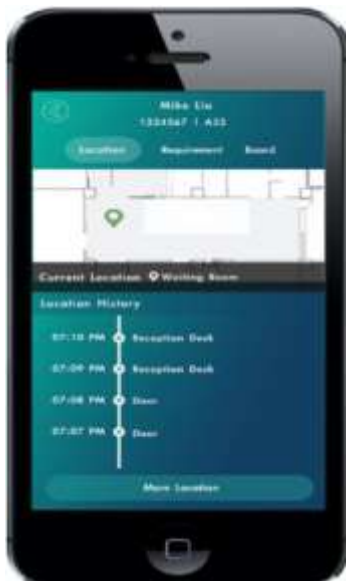 Mike Liu
1234567 | A32
Location Requirement Board
Current Location Waiting Room
Location History
07:10 PM Reception Desk
07:09 PM Reception Desk
07:08 PM Door
07:07 PM Door
More Location